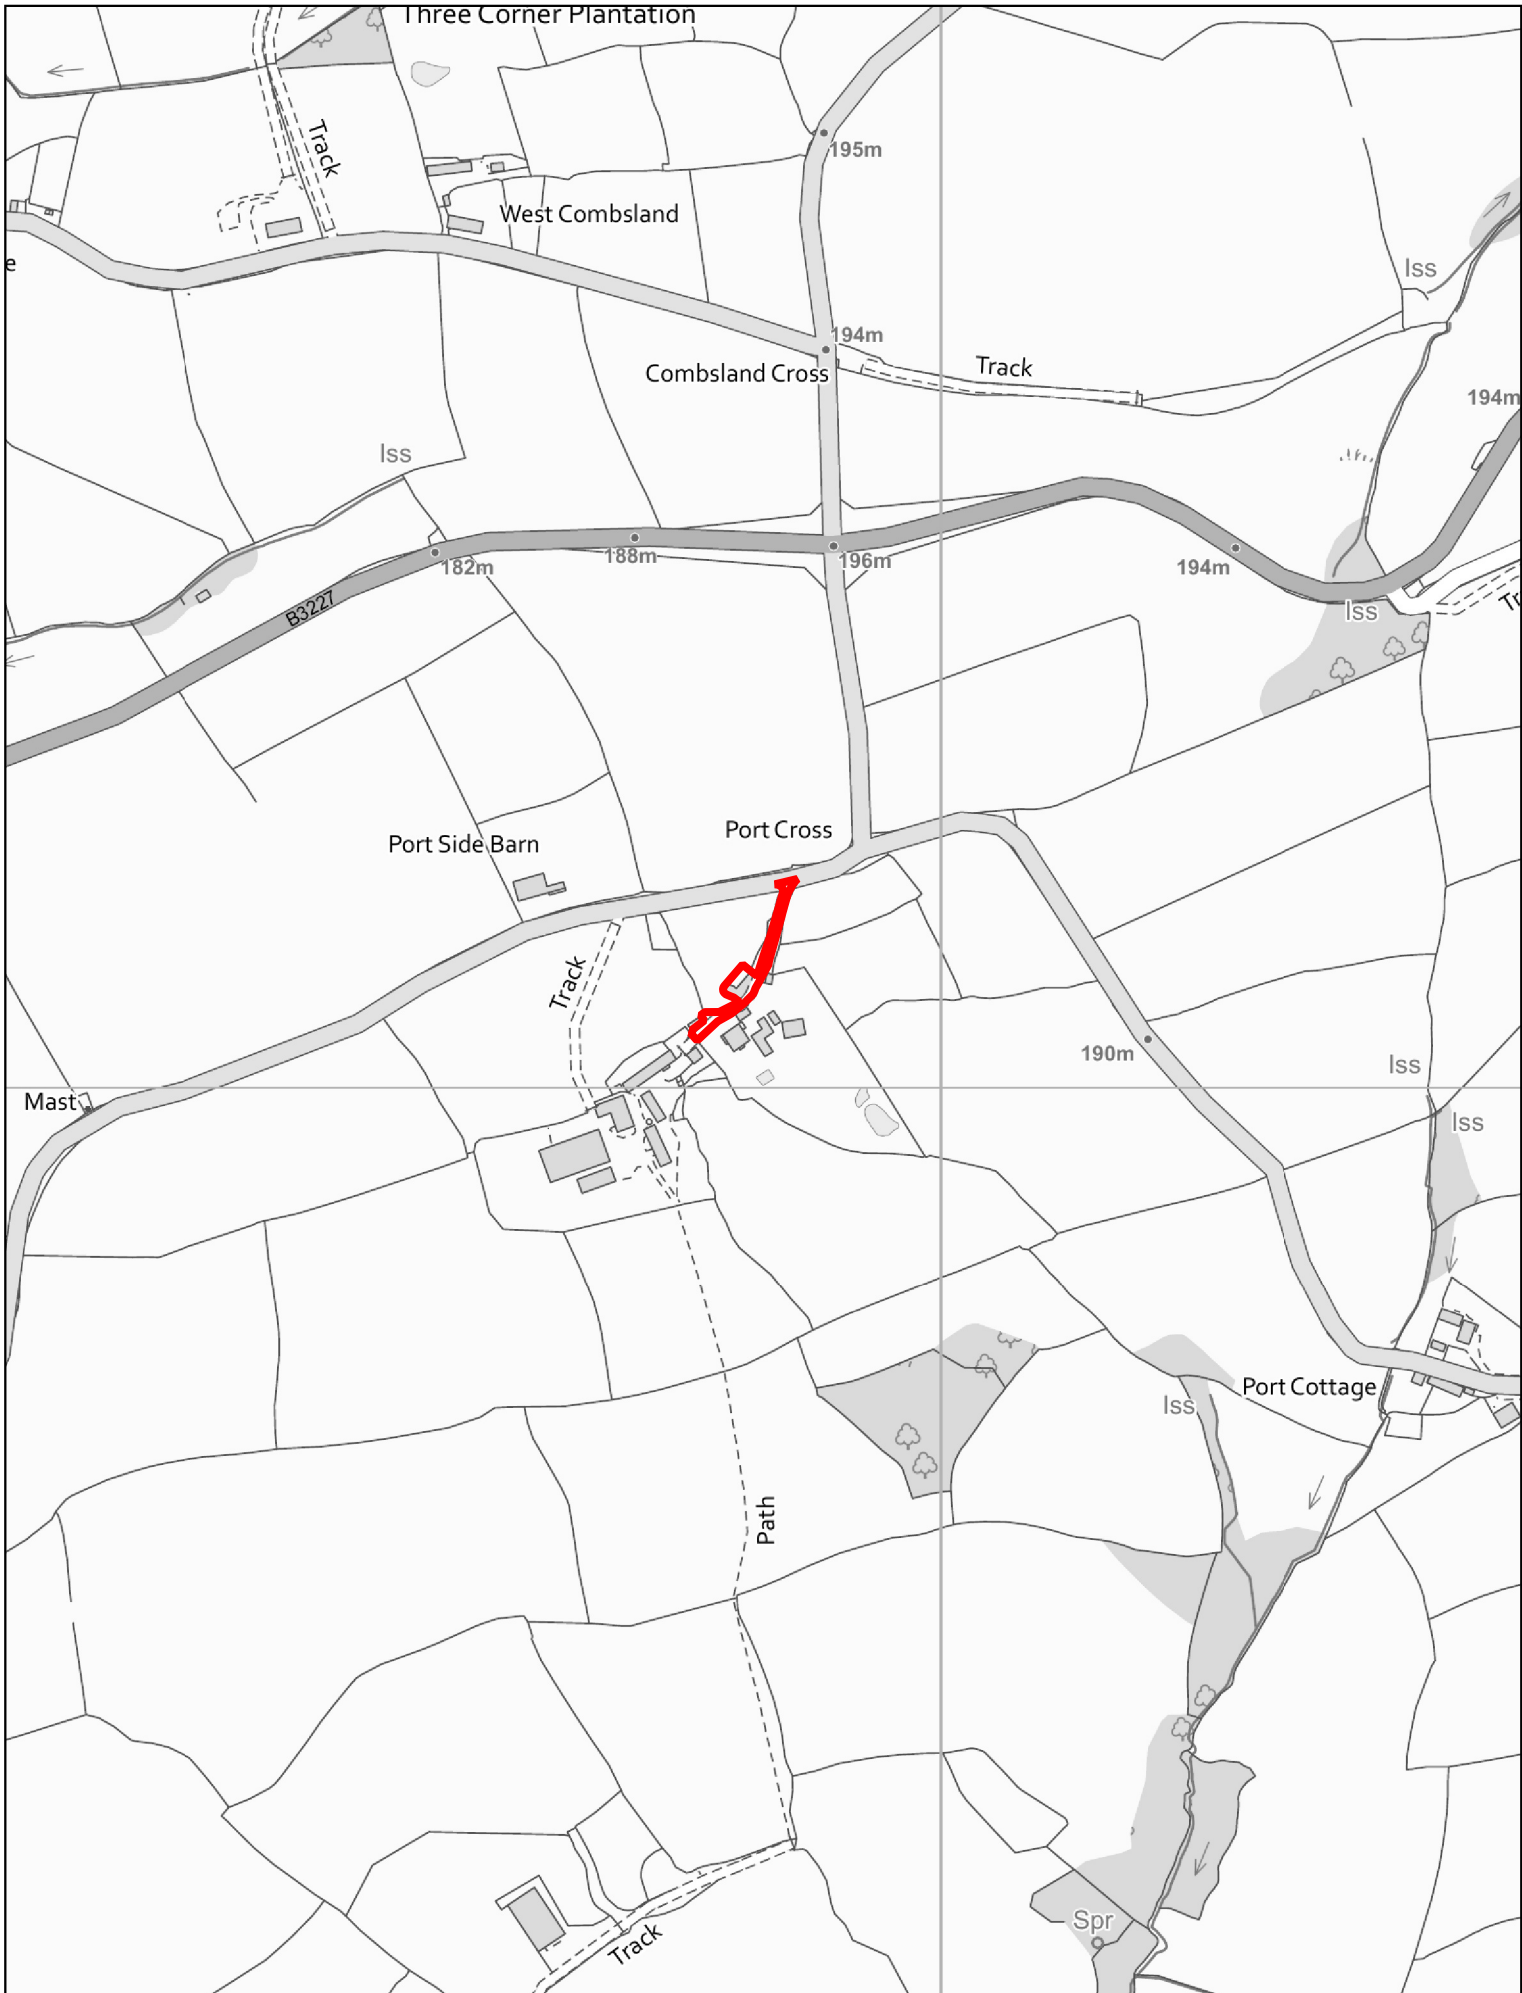 Three Corner Plantation
Track
195m
West Combsland
e
Iss
194m
Combsland Cross
Track
194m
Iss
182m
188m
196m
194m
B3227
Iss
Tr
Port Cross
Port Side Barn
Track
190m
Iss
Mast
Iss
Port Cottage
Iss
Path
Spr
Track